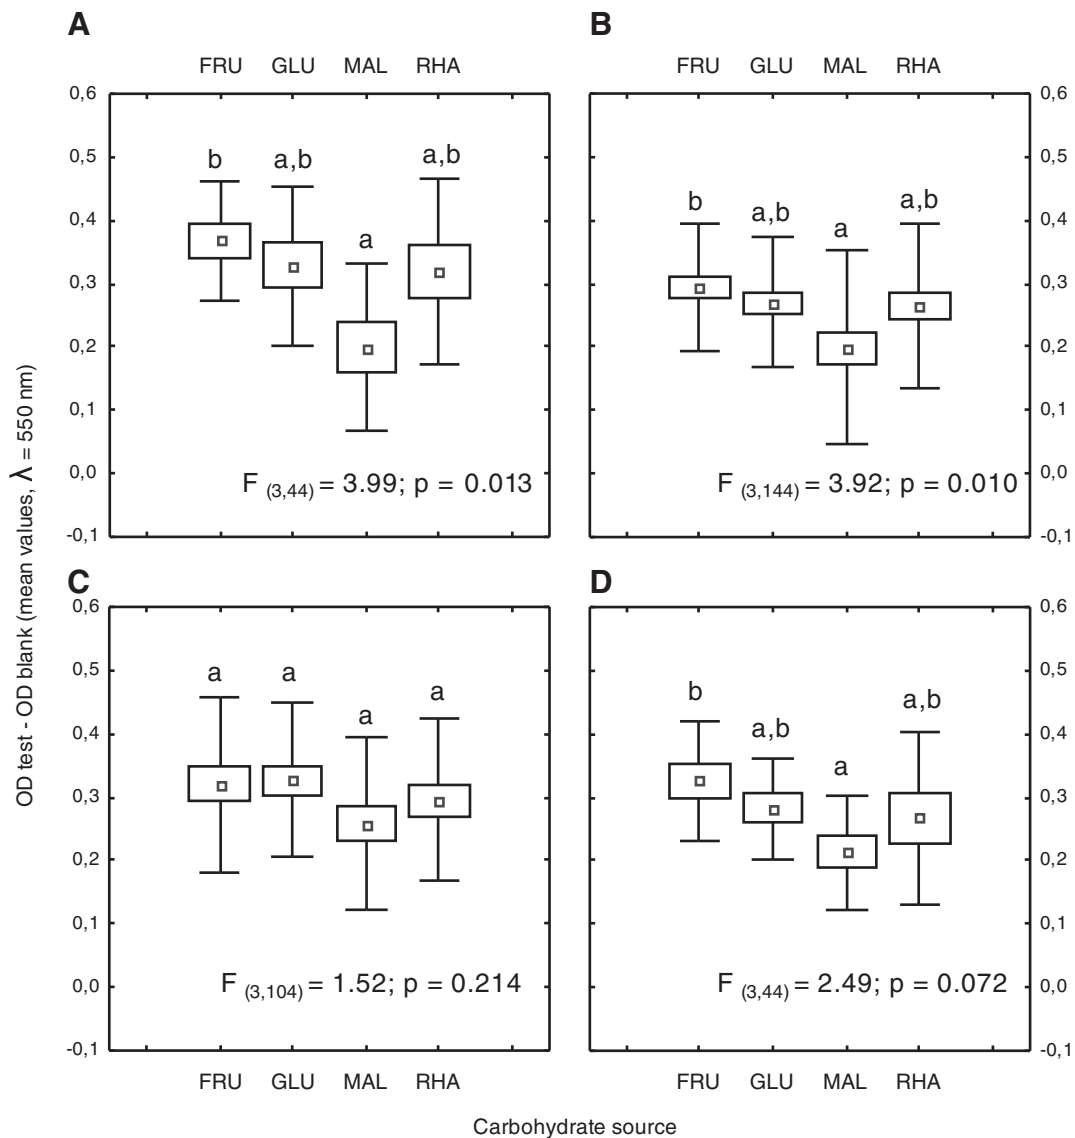 A
B
FRU GLU MAL RHA
FRU GLU MAL RHA
0,6
0,5
0,4
0,3
0,2
0,1
0,0
-0,1
b a,b a a,b
F (3,44) = 3.99; p = 0.013
b a,b a a,b
F (3,144) = 3.92; p = 0.010
0,6
0,5
0,4
0,3
0,2
0,1
0,0
-0,1
OD test - OD blank (mean values, λ = 550 nm)
C
D
0,6
0,5
0,4
0,3
0,2
0,1
0,0
-0,1
a a a a
F (3,104) = 1.52; p = 0.214
b a,b a a,b
F (3,44) = 2.49; p = 0.072
0,6
0,5
0,4
0,3
0,2
0,1
0,0
-0,1
FRU GLU MAL RHA
FRU GLU MAL RHA
Carbohydrate source